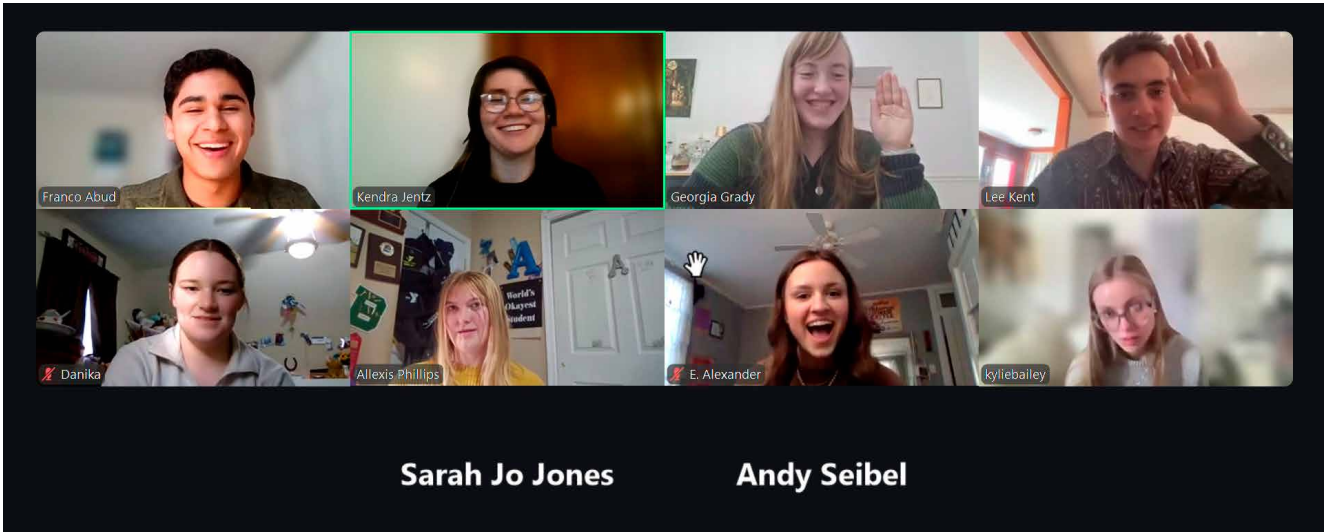 Franco Abud
Kendra Jentz
Georgia Grady
Lee Kent
A
A
World's
Okayest
Student
Danika
Allexis Phillips
E. Alexander
kyliebailey
Sarah Jo Jones
Andy Seibel